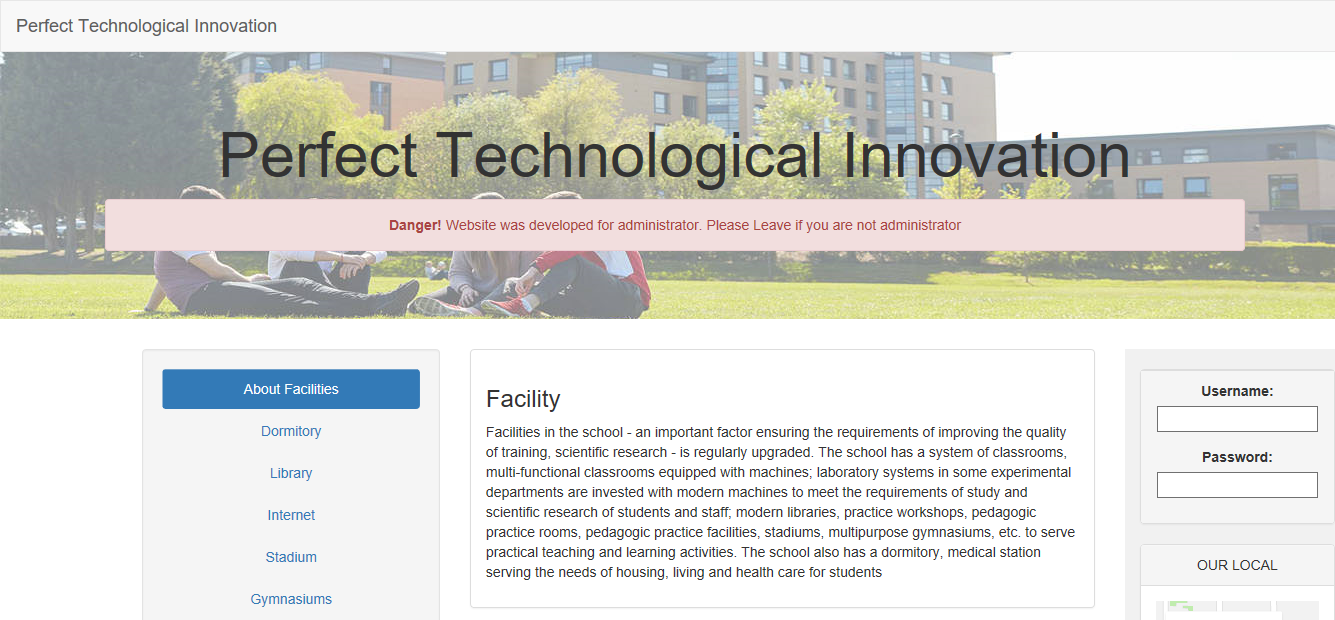 Perfect Technological Innovation
Perfect Technological Innovation
Danger! Website was developed for administrator. Please Leave if you are not administrator
About Facilities
Dormitory
Library
Internet
Stadium
Gymnasiums
Facility
Facilities in the school - an important factor ensuring the requirements of improving the quality
of training, scientific research - is regularly upgraded. The school has a system of classrooms,
multi-functional classrooms equipped with machines; laboratory systems in some experimental
departments are invested with modern machines to meet the requirements of study and
scientific research of students and staff; modern libraries, practice workshops, pedagogic
practice rooms, pedagogic practice facilities, stadiums, multipurpose gymnasiums, etc. to serve
practical teaching and learning activities. The school also has a dormitory, medical station
serving the needs of housing, living and health care for students
Username:
Password:
OUR LOCAL